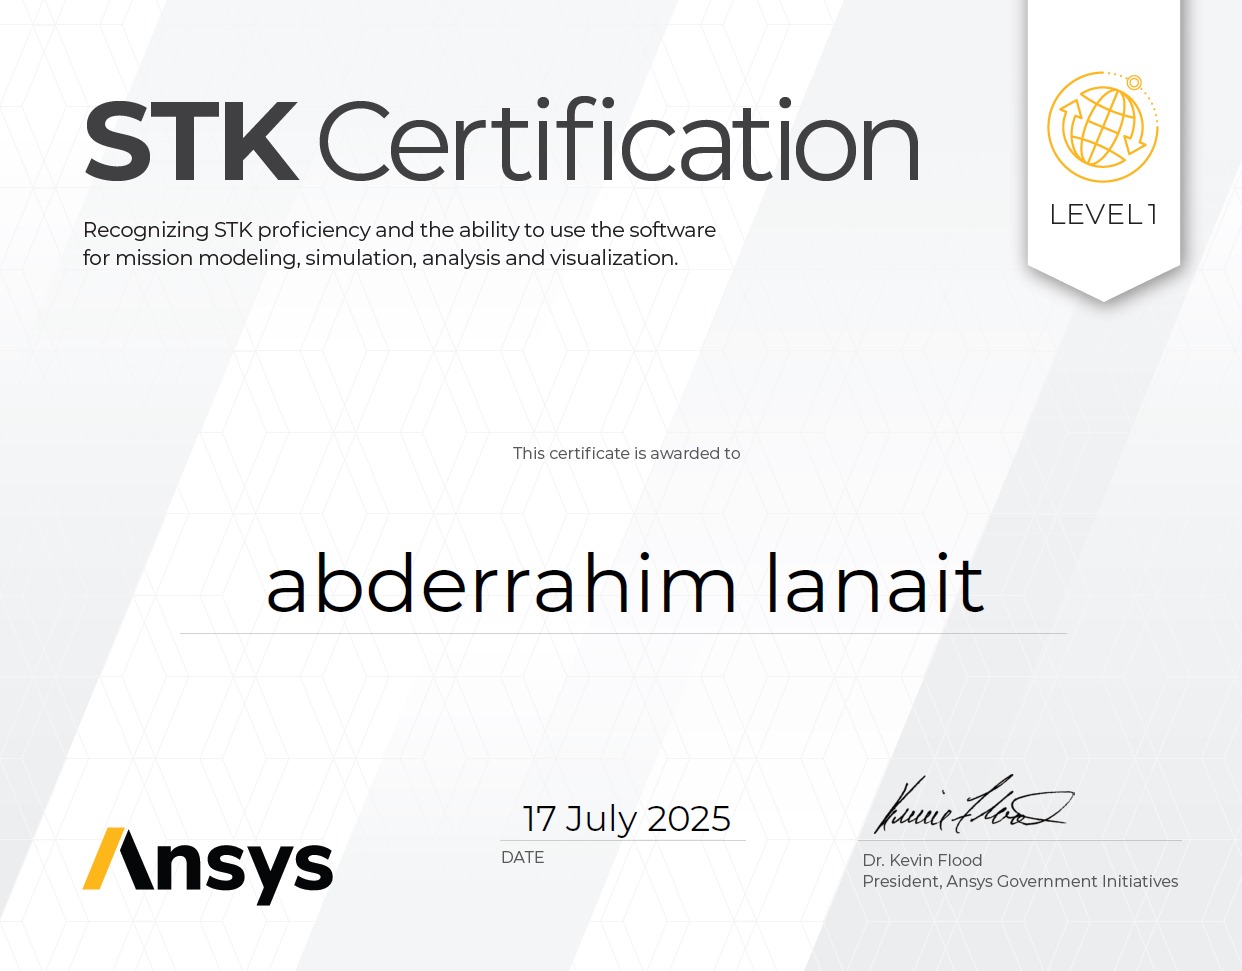 STK Certification
LEVEL 1
Recognizing STK proficiency and the ability to use the software
for mission modeling, simulation, analysis and visualization.
This certificate is awarded to
abderrahim lanait
17 July 2025
DATE
Kevin Flood
Dr. Kevin Flood
President, Ansys Government Initiatives
Ansys